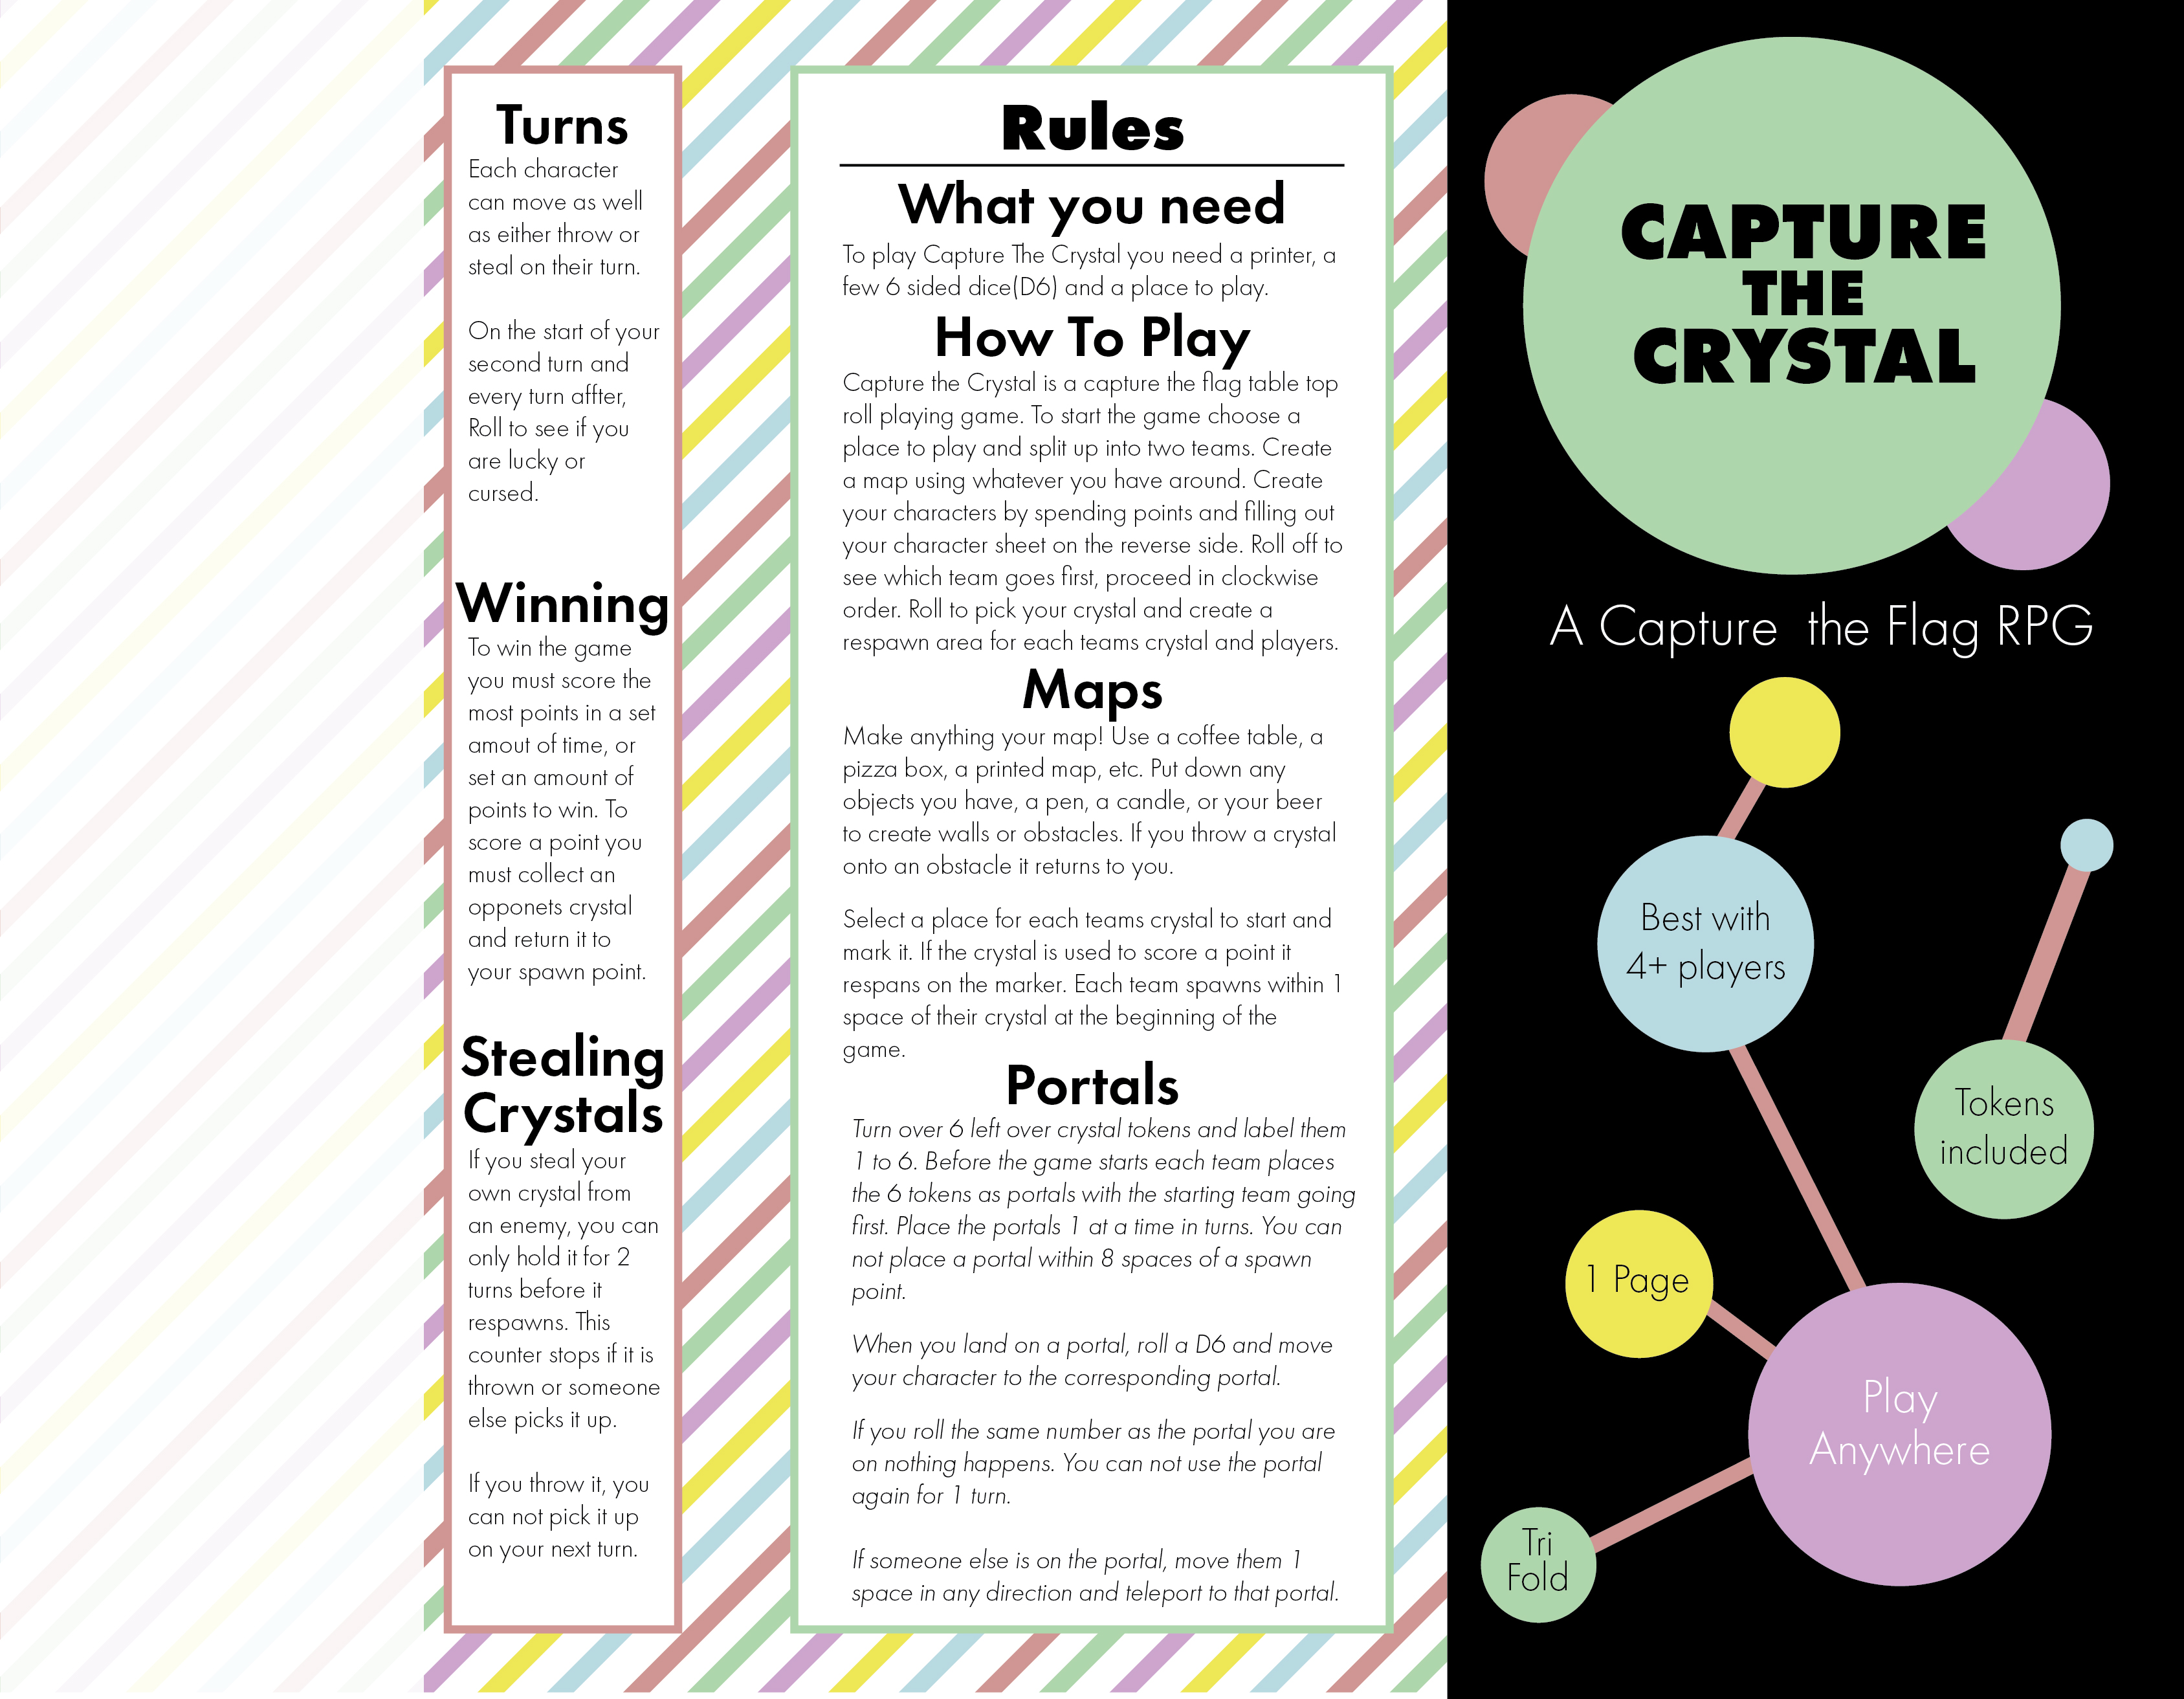 Turns
Each character
can move as well
as either throw or
steal on their turn.
On the start of your
second turn and
every turn affter,
Roll to see if you
are lucky or
cursed.
Winning
To win the game
you must score the
most points in a set
amout of time, or
set an amount of
points to win. To
score a point you
must collect an
opponets crystal
and return it to
your spawn point.
Stealing
Crystals
If you steal your
own crystal from
an enemy, you can
only hold it for 2
turns before it
respawns. This
counter stops if it is
thrown or someone
else picks it up.
If you throw it, you
can not pick it up
on your next turn.
Rules
What you need
To play Capture The Crystal you need a printer, a
few 6 sided dice(D6) and a place to play.
How To Play
Capture the Crystal is a capture the flag table top
roll playing game. To start the game choose a
place to play and split up into two teams. Create
a map using whatever you have around. Create
your characters by spending points and filling out
your character sheet on the reverse side. Roll off to
see which team goes first, proceed in clockwise
order. Roll to pick your crystal and create a
respawn area for each teams crystal and players.
Maps
Make anything your map! Use a coffee table, a
pizza box, a printed map, etc. Put down any
objects you have, a pen, a candle, or your beer
to create walls or obstacles. If you throw a crystal
onto an obstacle it returns to you.
Select a place for each teams crystal to start and
mark it. If the crystal is used to score a point it
respans on the marker. Each team spawns within 1
space of their crystal at the beginning of the
game.
Portals
Turn over 6 left over crystal tokens and label them
1 to 6. Before the game starts each team places
the 6 tokens as portals with the starting team going
first. Place the portals 1 at a time in turns. You can
not place a portal within 8 spaces of a spawn
point.
When you land on a portal, roll a D6 and move
your character to the corresponding portal.
If you roll the same number as the portal you are
on nothing happens. You can not use the portal
again for 1 turn.
If someone else is on the portal, move them 1
space in any direction and teleport to that portal.
CAPTURE
THE
CRYSTAL
A Capture the Flag RPG
Best with
4+ players
Tokens
included
1 Page
Play
Anywhere
Tri
Fold